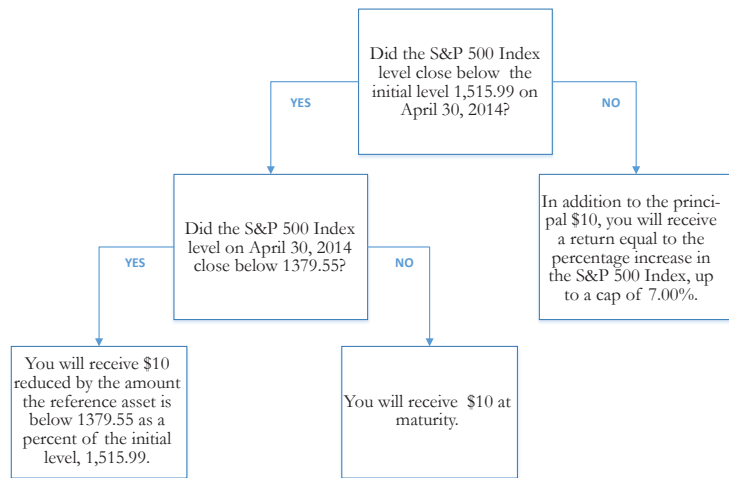 Did the S&P 500 Index
level close below the
initial level 1,515.99 on
April 30, 2014?
YES
NO
Did the S&P 500 Index
level on April 30, 2014
close below 1379.55?
In addition to the princi-
pal $10, you will receive
a return equal to the
percentage increase in
the S&P 500 Index, up
to a cap of 7.00%.
YES
NO
You will receive $10
reduced by the amount
the reference asset is
below 1379.55 as a
percent of the initial
level, 1,515.99.
You will receive $10 at
maturity.